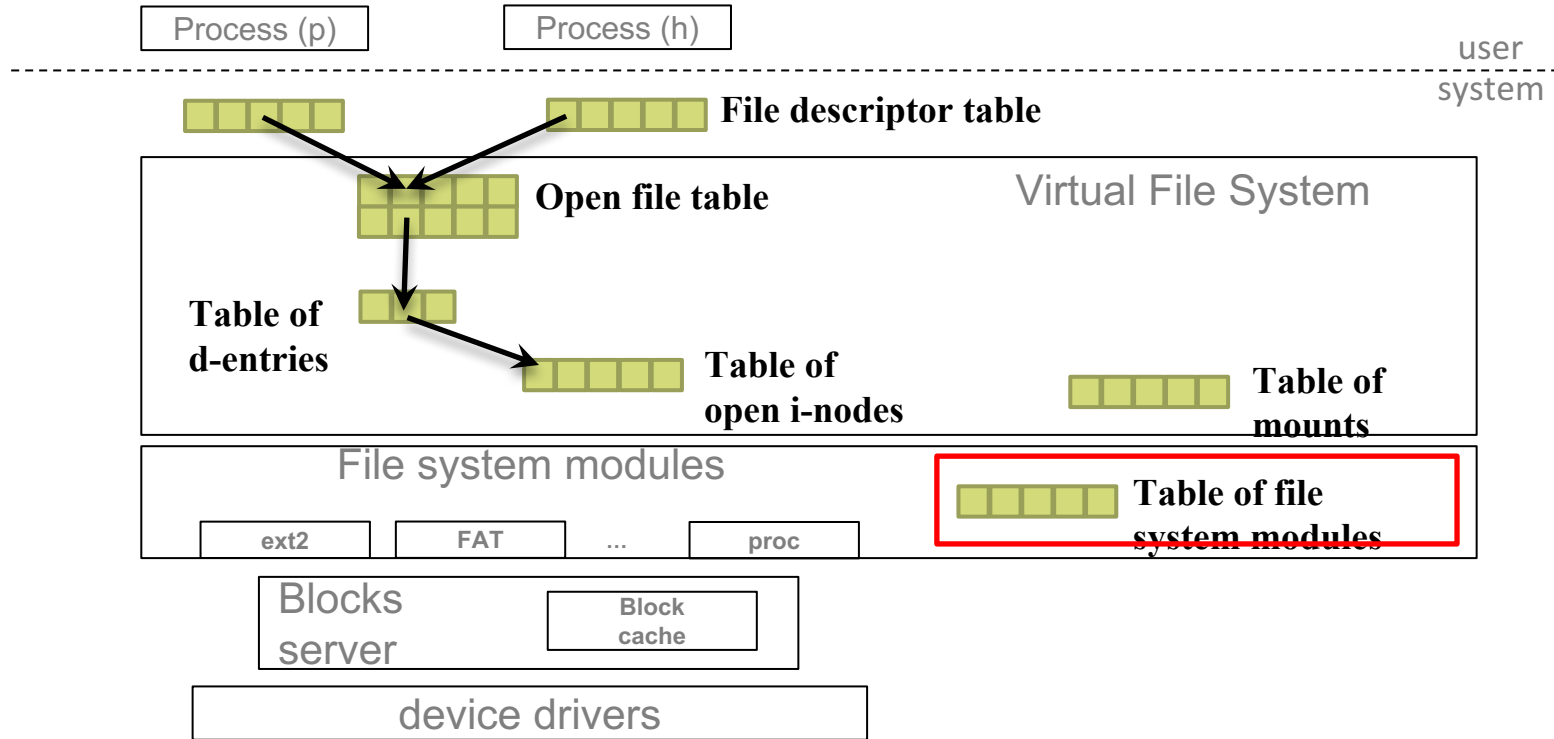 Process (p)
Process (h)
user
system
File descriptor table
Open file table
Virtual File System
Table of
d-entries
Table of
open i-nodes
Table of
mounts
File system modules
Table of file
system modules
ext2
FAT
...
proc
Blocks
server
Block
cache
device drivers